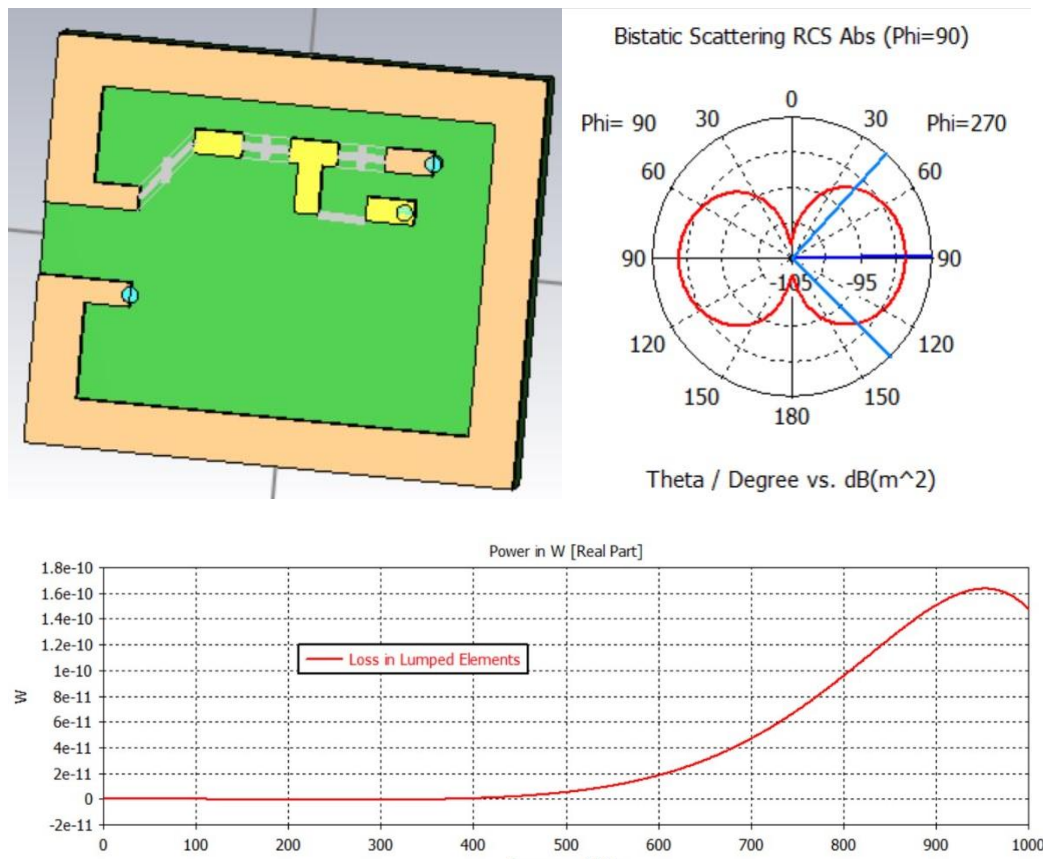 Bistatic Scattering RCS Abs (Phi=90)
Phi= 90 30 0 30 Phi=270
60 60
90 -105 -95 90
120 120
150 180 150
Theta / Degree vs. dB(m^2)
Power in W [Real Part]
1.8e-10
1.6e-10
1.4e-10
1.2e-10
1e-10
8e-11
6e-11
4e-11
2e-11
0
-2e-11
W
Loss in Lumped Elements
0 100 200 300 400 500 600 700 800 900 1000